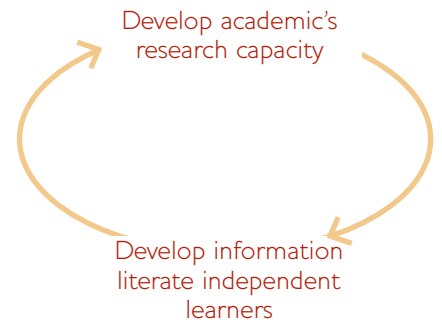 Develop academic's
research capacity
Develop information
literate independent
learners